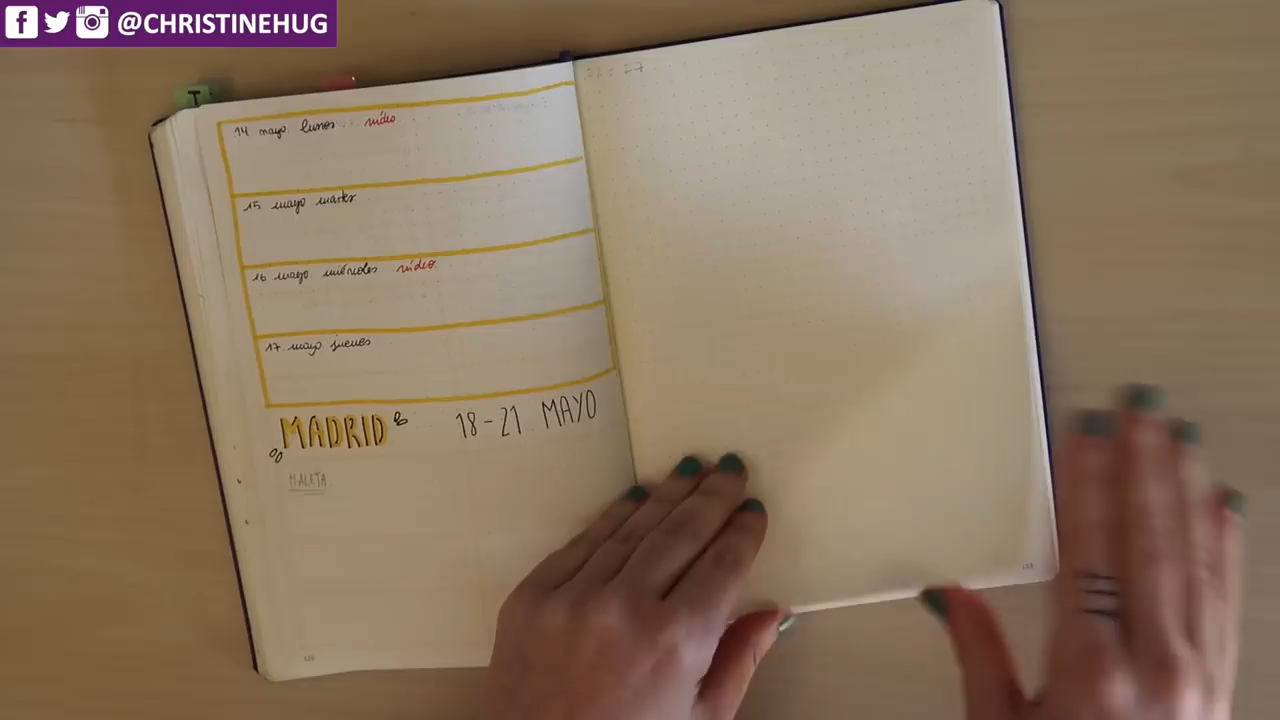 @CHRISTINEHUG
T
14 mayo lunes vídeo
15 mayo martes
16 mayo miércoles vídeo
17 mayo jueves
MADRID 18-21 MAYO
MALETA